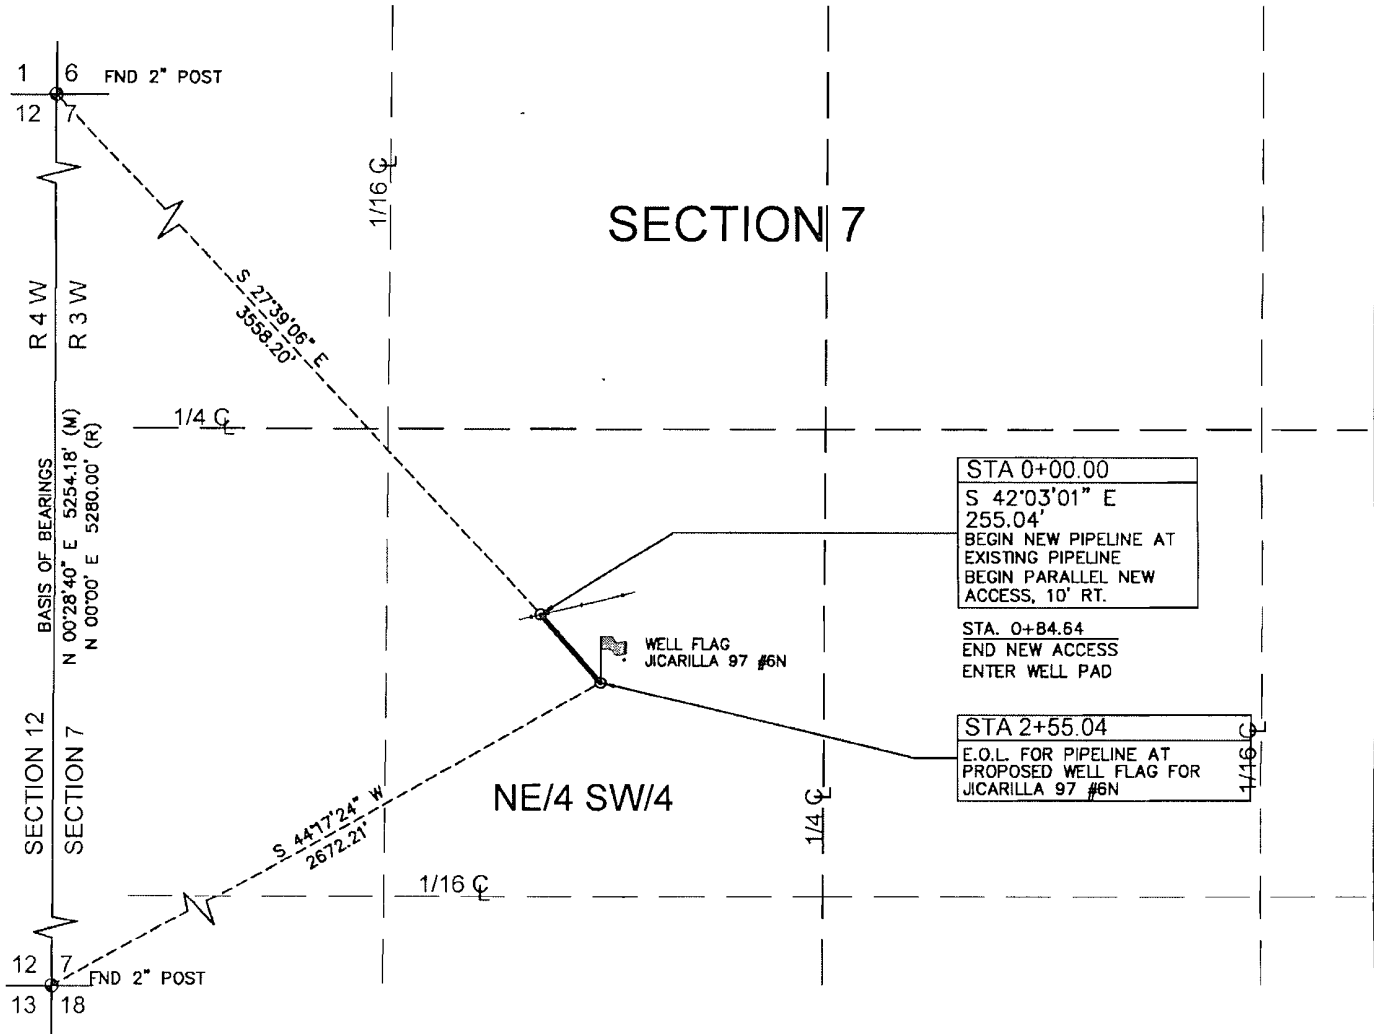 1 6 FND 2" POST
12 7
1/16 CL
SECTION 7
R 4 W
R 3 W
S 27°39'06" E
3558.20'
1/4 CL
BASIS OF BEARINGS
N 00°28'40" E 5254.18' (M)
N 00°00' E 5280.00' (R)
STA 0+00.00
S 42°03'01" E
255.04'
BEGIN NEW PIPELINE AT
EXISTING PIPELINE
BEGIN PARALLEL NEW
ACCESS, 10' RT.
STA. 0+84.64
END NEW ACCESS
ENTER WELL PAD
WELL FLAG
JICARILLA 97 #6N
STA 2+55.04
E.O.L. FOR PIPELINE AT
PROPOSED WELL FLAG FOR
JICARILLA 97 #6N
1/16 CL
SECTION 12
SECTION 7
NE/4 SW/4
1/4 CL
S 44°17'24" W
2672.21'
1/16 CL
12 7 FND 2" POST
13 18